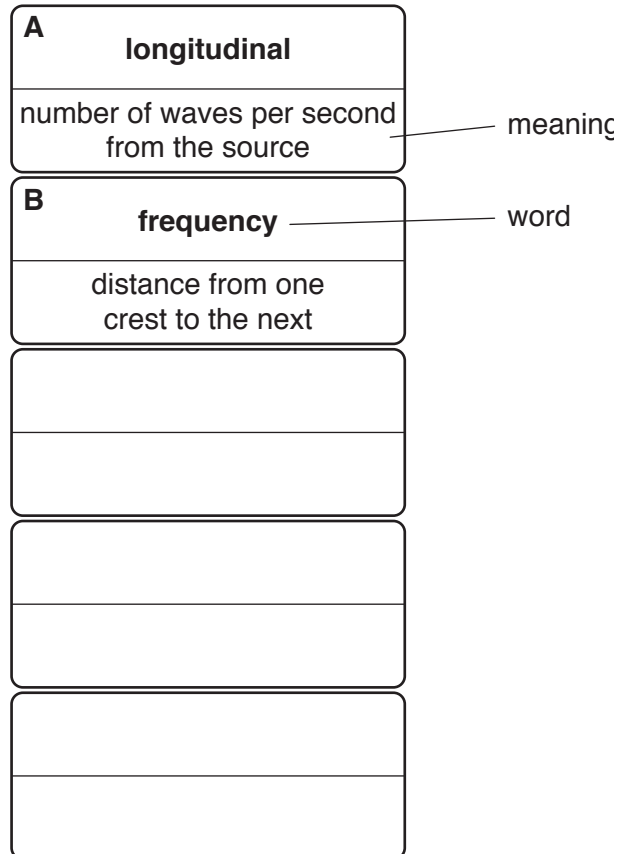 A
longitudinal
number of waves per second
from the source
meaning
B
frequency
word
distance from one
crest to the next